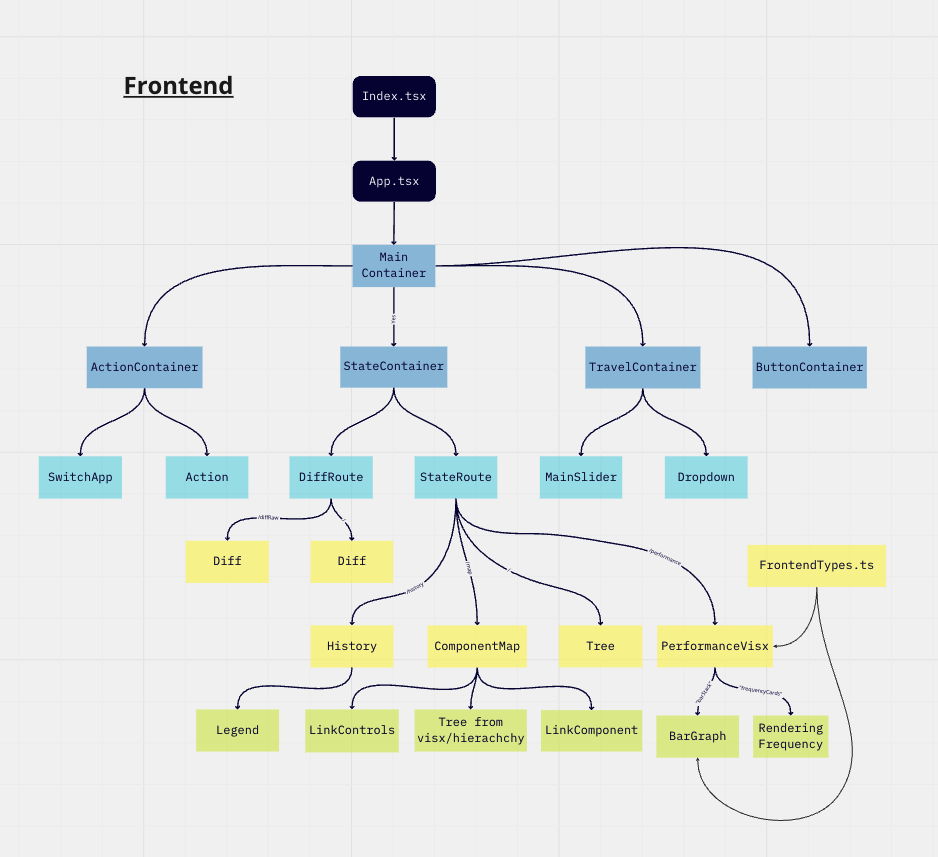 Frontend
Index.tsx
App.tsx
Main
Container
Yes
ActionContainer
StateContainer
TravelContainer
ButtonContainer
SwitchApp
Action
DiffRoute
StateRoute
MainSlider
Dropdown
/diffRaw
/
Diff
Diff
/history
/map
/
/performance
FrontendTypes.ts
History
ComponentMap
Tree
PerformanceVisx
"barStack"
"frequencyCards"
Legend
LinkControls
Tree from
visx/hierachchy
LinkComponent
BarGraph
Rendering
Frequency